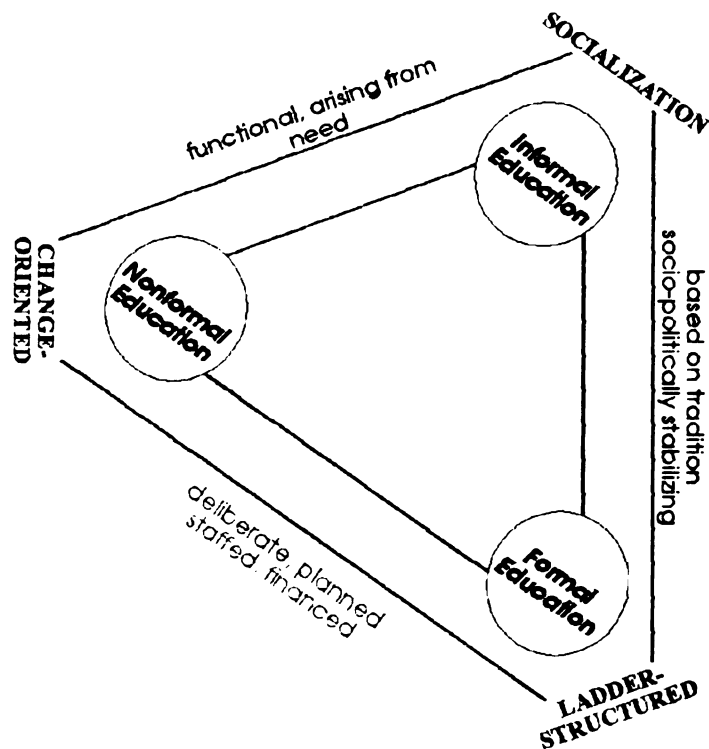 SOCIALIZATION
functional, arising from
need
Informal
Education
CHANGE-
ORIENTED
Nonformal
Education
based on tradition
socio-politically stabilizing
deliberate, planned
staffed, financed
Formal
Education
LADDER-
STRUCTURED